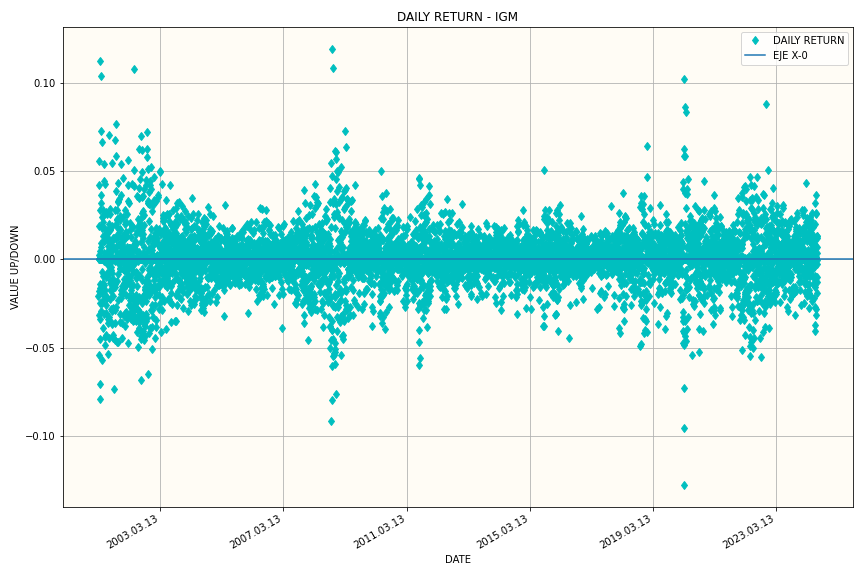 DAILY RETURN - IGM
DAILY RETURN
EJE X-0
VALUE UP/DOWN
0.10
0.05
0.00
−0.05
−0.10
2003.03.13
2007.03.13
2011.03.13
2015.03.13
2019.03.13
2023.03.13
DATE